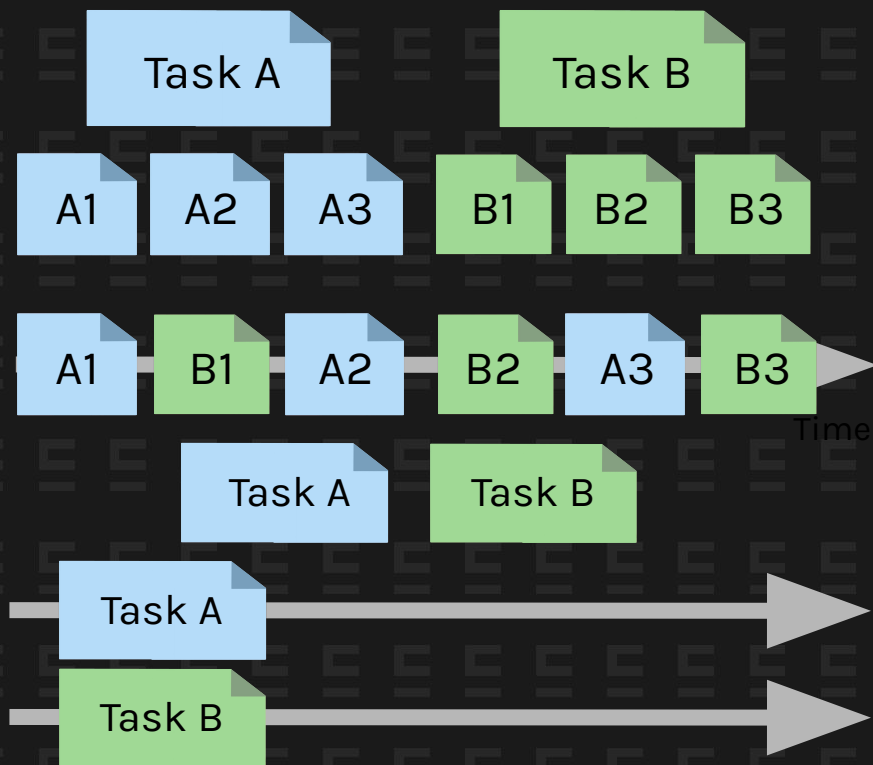 Task A Task B
A1 A2 A3 B1 B2 B3
A1 B1 A2 B2 A3 B3
Time
Task A Task B
Task A
Task B